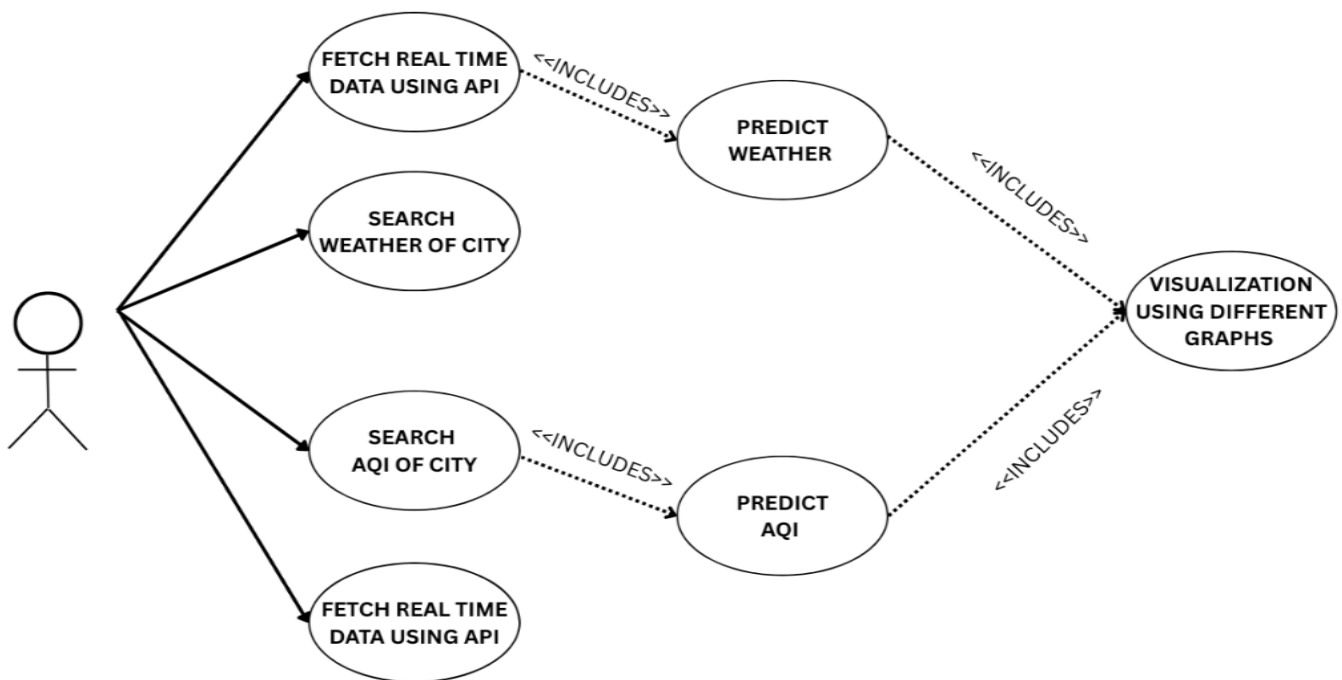 FETCH REAL TIME
DATA USING API
<<INCLUDES>>
PREDICT
WEATHER
<<INCLUDES>>
SEARCH
WEATHER OF CITY
VISUALIZATION
USING DIFFERENT
GRAPHS
SEARCH
AQI OF CITY
<<INCLUDES>>
PREDICT
AQI
<<INCLUDES>>
FETCH REAL TIME
DATA USING API